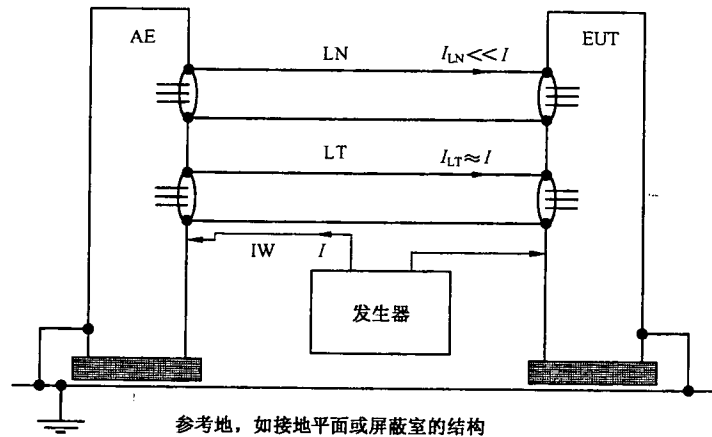 AE
EUT
LN
I_LN<<I
LT
I_LT≈I
IW
I
发生器
参考地，如接地平面或屏蔽室的结构